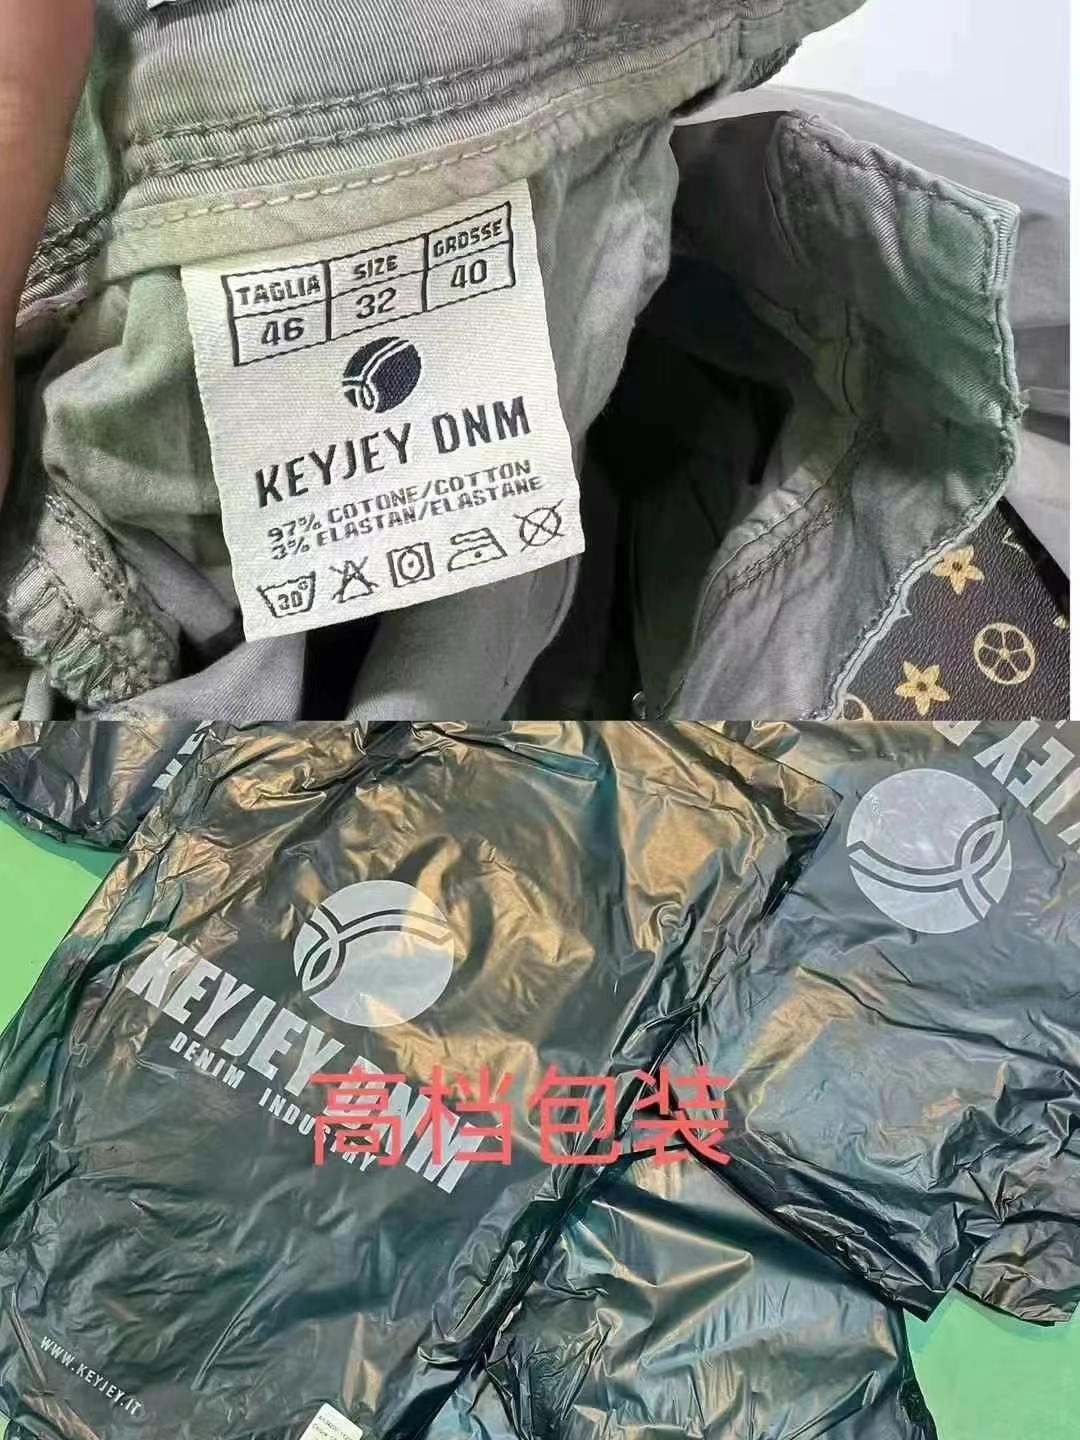 TAGLIA SIZE GROSSE
46 32 40
KEYJEY DNM
97% COTONE/COTTON
3% ELASTAN/ELASTANE
30°
KEYJEY DNM
DENIM INDUSTRY
高档包装
WWW.KEYJEY.IT
KEYJEY